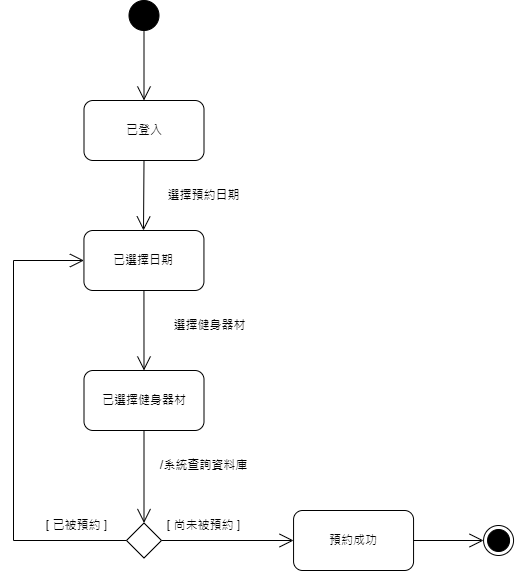 已登入
選擇預約日期
已選擇日期
選擇健身器材
已選擇健身器材
/系統查詢資料庫
[ 已被預約 ]
[ 尚未被預約 ]
預約成功